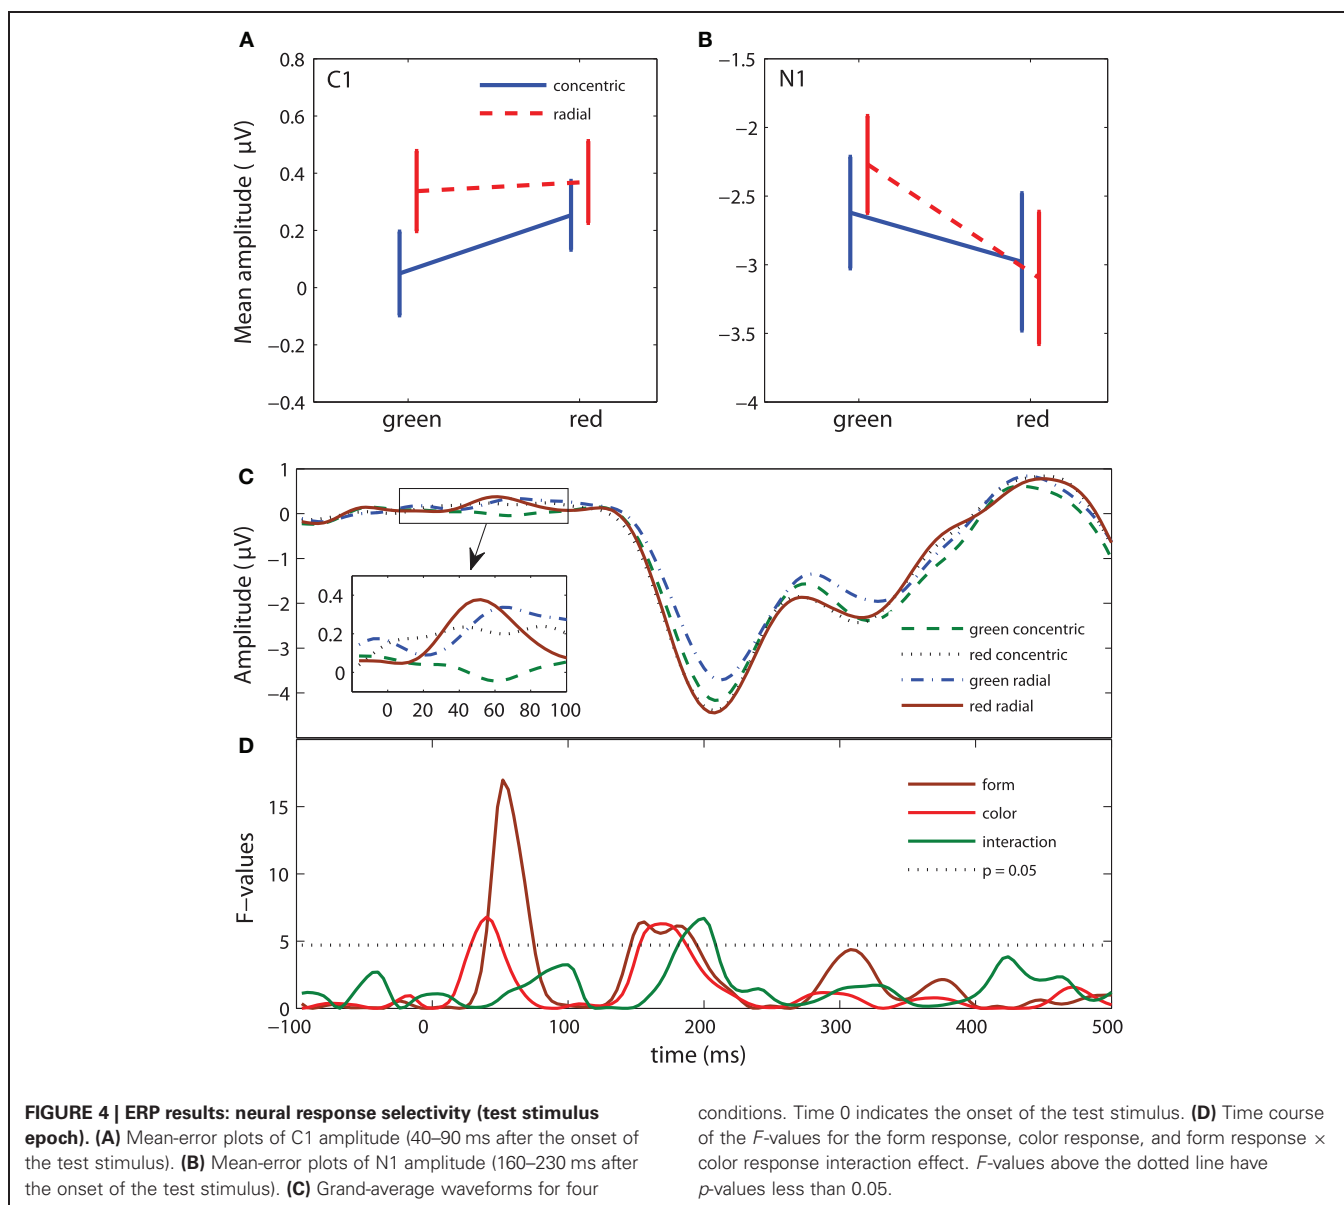 A
B
0.8
0.6
0.4
0.2
0
−0.2
−0.4
Mean amplitude ( μV)
C1
concentric
radial
green
red
−1.5
−2
−2.5
−3
−3.5
−4
N1
green
red
C
1
0
−1
−2
−3
−4
Amplitude (μV)
0.4
0.2
0
0 20 40 60 80 100
green concentric
red concentric
green radial
red radial
D
15
10
5
0
F−values
form
color
interaction
p = 0.05
−100 0 100 200 300 400 500
time (ms)
FIGURE 4 | ERP results: neural response selectivity (test stimulus
epoch). (A) Mean-error plots of C1 amplitude (40–90 ms after the onset of
the test stimulus). (B) Mean-error plots of N1 amplitude (160–230 ms after
the onset of the test stimulus). (C) Grand-average waveforms for four
conditions. Time 0 indicates the onset of the test stimulus. (D) Time course
of the F-values for the form response, color response, and form response ×
color response interaction effect. F-values above the dotted line have
p-values less than 0.05.